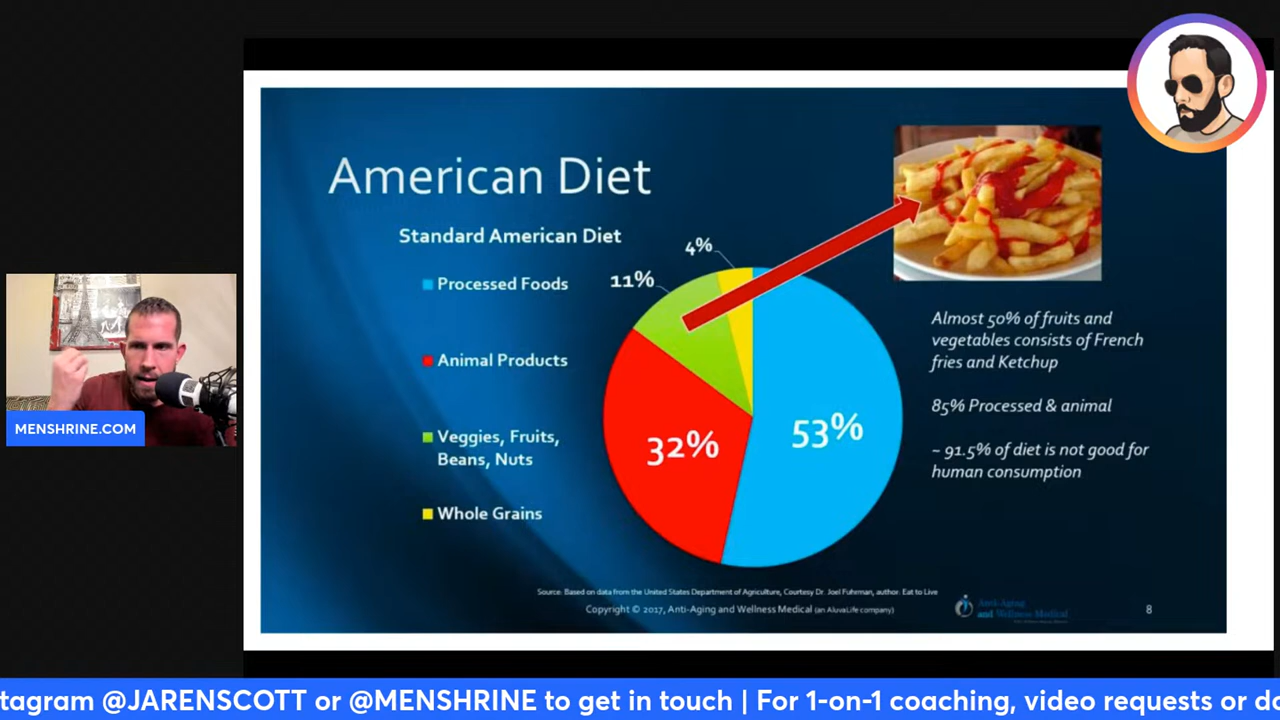 American Diet
Standard American Diet
Processed Foods
Animal Products
Veggies, Fruits,
Beans, Nuts
Whole Grains
4%
11%
32%
53%
Almost 50% of fruits and
vegetables consists of French
fries and Ketchup
85% Processed & animal
~ 91.5% of diet is not good for
human consumption
Source: Based on data from the United States Department of Agriculture, Courtesy Dr. Joel Fuhrman, author: Eat to Live
Copyright © 2017, Anti-Aging and Wellness Medical (an AluvaLife company)
Anti-Aging
and Wellness Medical
8
MENSHRINE.COM
tagram @JARENSCOTT or @MENSHRINE to get in touch | For 1-on-1 coaching, video requests or do